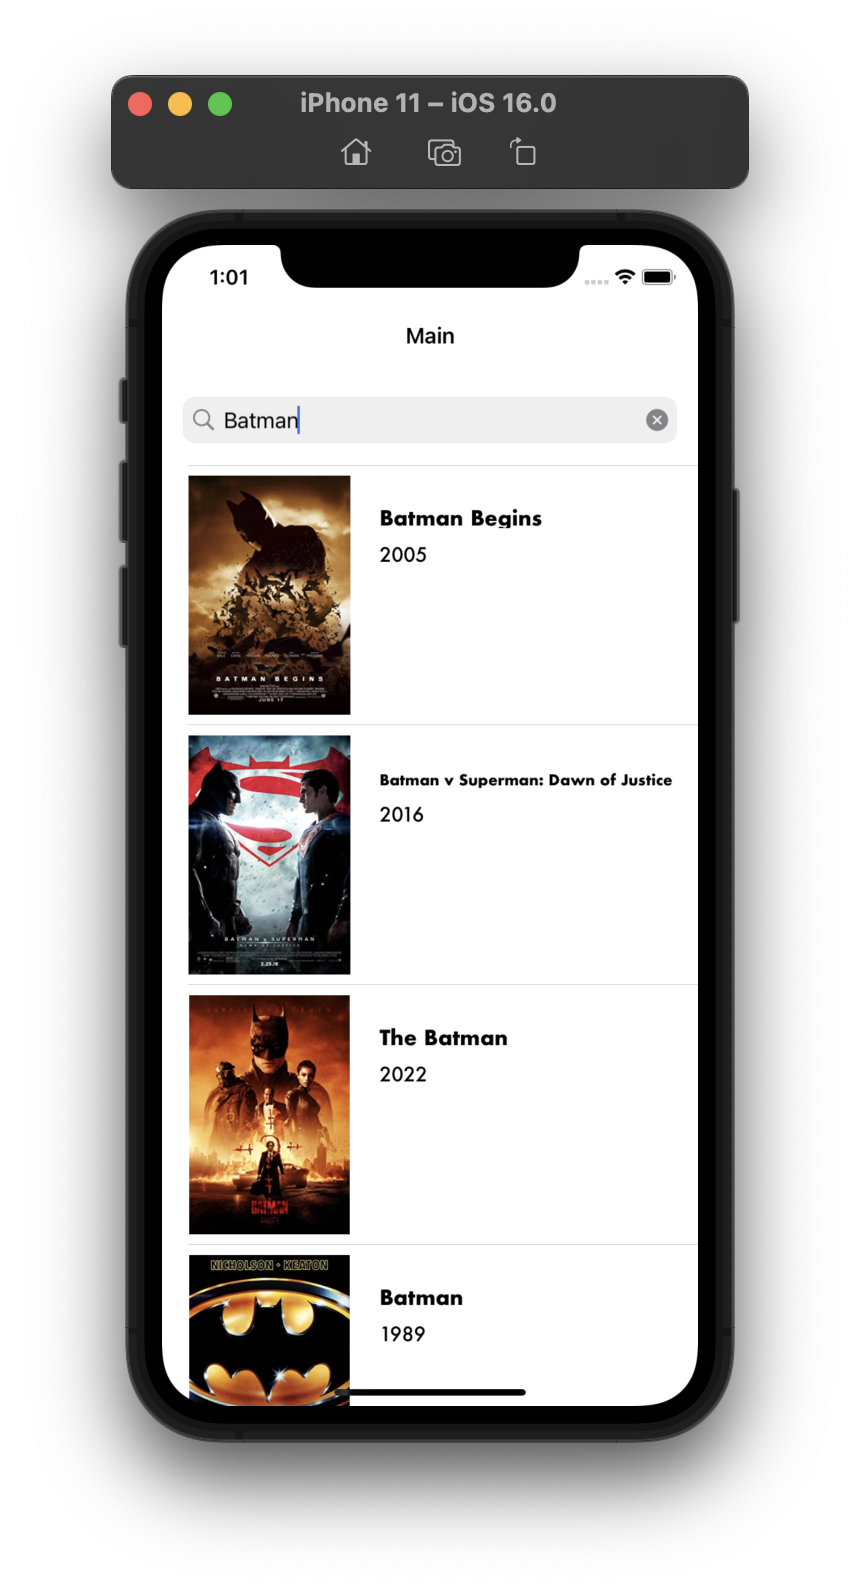 iPhone 11 – iOS 16.0
1:01
Main
Batman
Batman Begins
2005
BATMAN BEGINS
JUNE 17
Batman v Superman: Dawn of Justice
2016
BATMAN v SUPERMAN
DAWN OF JUSTICE
3.25.16
The Batman
2022
THE BATMAN
NICHOLSON • KEATON
Batman
1989